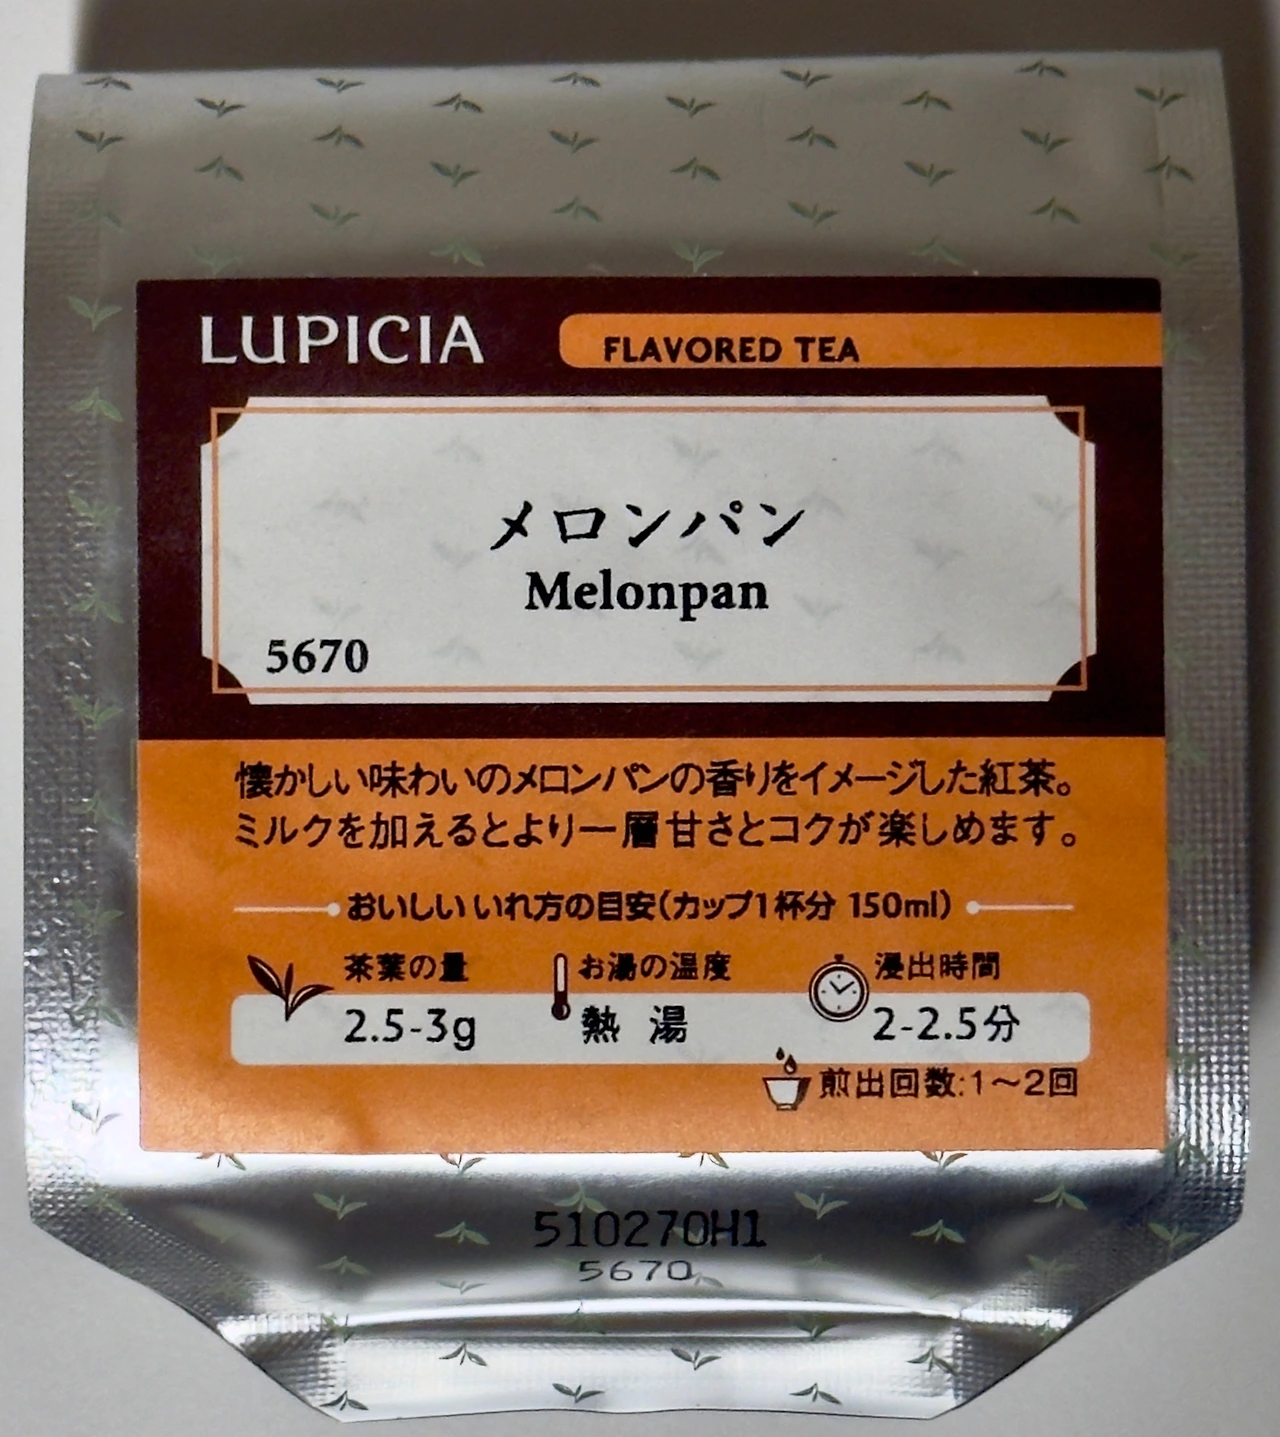 LUPICIA
FLAVORED TEA
メロンパン
Melonpan
5670
懐かしい味わいのメロンパンの香りをイメージした紅茶。
ミルクを加えるとより一層甘さとコクが楽しめます。
おいしいいれ方の目安(カップ1杯分 150ml)
茶葉の量
お湯の温度
浸出時間
2.5-3g
熱 湯
2-2.5分
煎出回数:1〜2回
510270H1
5670